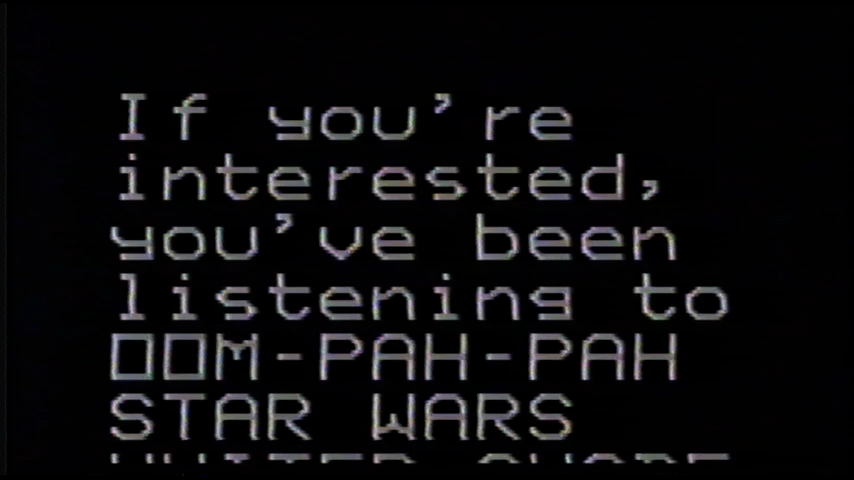 If you're
interested,
you've been
listening to
OOM-PAH-PAH
STAR WARS